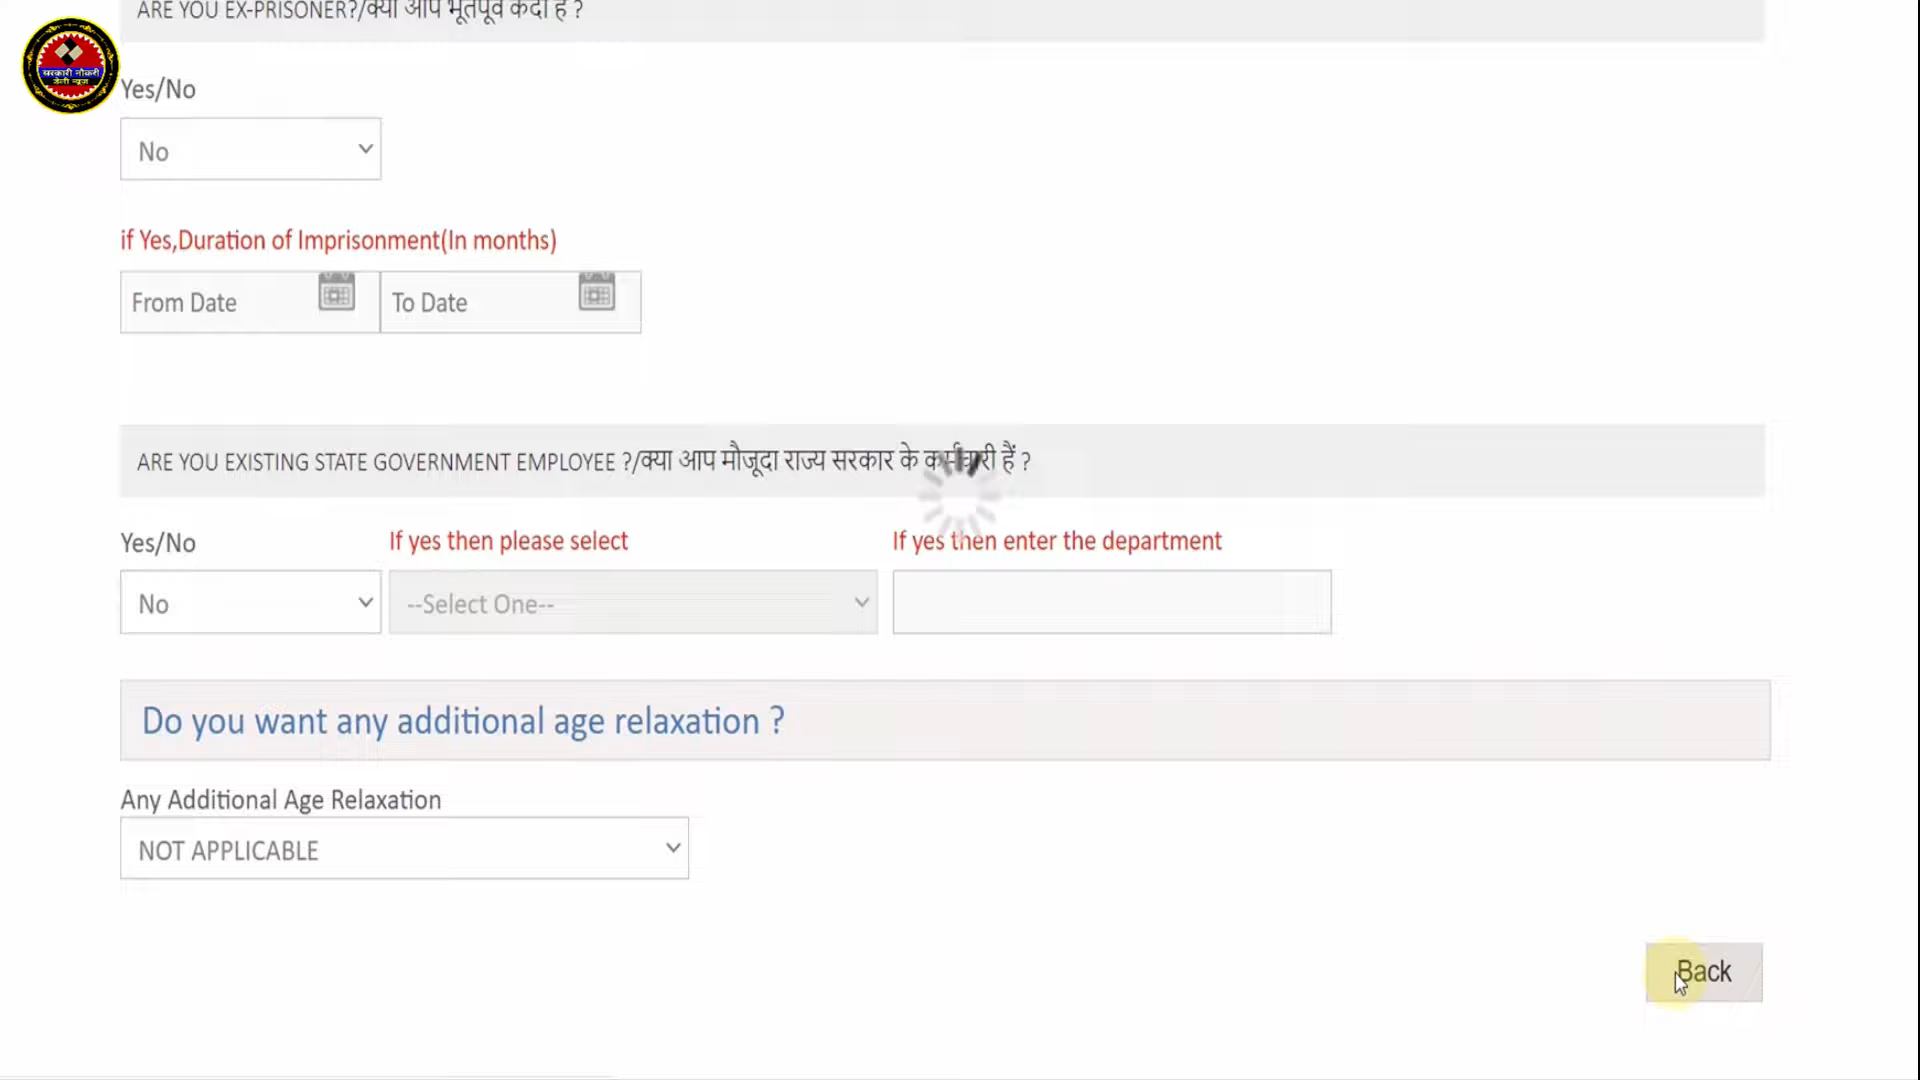 ARE YOU EX-PRISONER?/क्या आप भूतपूर्व कैदी हैं ?
सरकारी नौकरी
डेली न्यूज
Yes/No
No
if Yes,Duration of Imprisonment(In months)
From Date To Date
ARE YOU EXISTING STATE GOVERNMENT EMPLOYEE ?/क्या आप मौजूदा राज्य सरकार के कर्मचारी हैं ?
Yes/No If yes then please select If yes then enter the department
No --Select One--
Do you want any additional age relaxation ?
Any Additional Age Relaxation
NOT APPLICABLE
Back